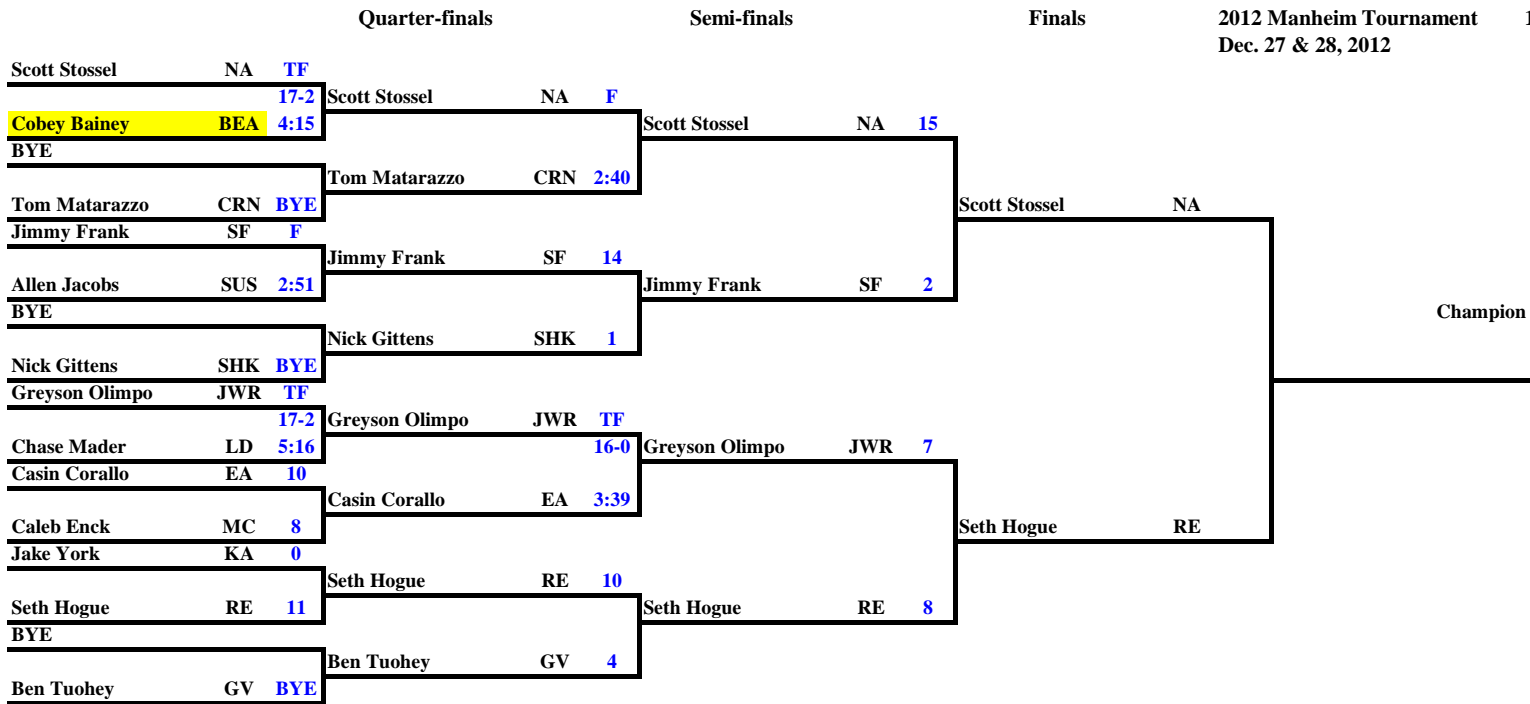 Quarter-finals Semi-finals Finals 2012 Manheim Tournament 1
Dec. 27 & 28, 2012
Scott Stossel NA TF
17-2 Scott Stossel NA F
Cobey Bainey BEA 4:15 Scott Stossel NA 15
BYE
Tom Matarazzo CRN 2:40
Tom Matarazzo CRN BYE Scott Stossel NA
Jimmy Frank SF F
Jimmy Frank SF 14
Allen Jacobs SUS 2:51 Jimmy Frank SF 2
BYE Champion
Nick Gittens SHK 1
Nick Gittens SHK BYE
Greyson Olimpo JWR TF
17-2 Greyson Olimpo JWR TF
Chase Mader LD 5:16 16-0 Greyson Olimpo JWR 7
Casin Corallo EA 10
Casin Corallo EA 3:39
Caleb Enck MC 8 Seth Hogue RE
Jake York KA 0
Seth Hogue RE 10
Seth Hogue RE 11 Seth Hogue RE 8
BYE
Ben Tuohey GV 4
Ben Tuohey GV BYE